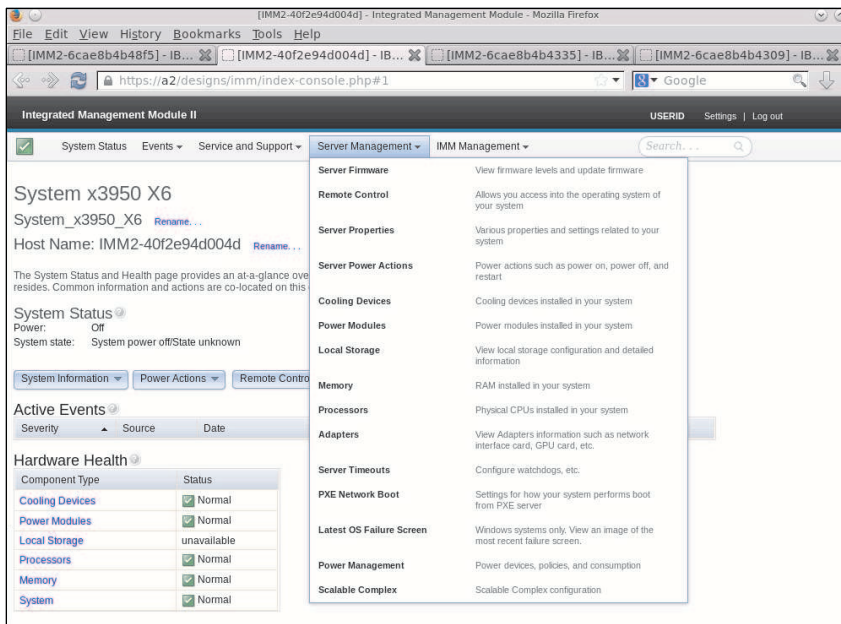 [IMM2-40f2e94d004d] - Integrated Management Module - Mozilla Firefox
File Edit View History Bookmarks Tools Help
[IMM2-6cae8b4b48f5] - IB... [IMM2-40f2e94d004d] - IB... [IMM2-6cae8b4b4335] - IB... [IMM2-6cae8b4b4309] - IB...
https://a2/designs/imm/index-console.php#1 Google
Integrated Management Module II USERID Settings | Log out
System Status Events Service and Support Server Management IMM Management Search...
System x3950 X6
System_x3950_X6 Rename...
Host Name: IMM2-40f2e94d004d Rename...
The System Status and Health page provides an at-a-glance ove
resides. Common information and actions are co-located on this
System Status
Power: Off
System state: System power off/State unknown
System Information Power Actions Remote Contro
Active Events
Severity Source Date
Hardware Health
Component Type Status
Cooling Devices Normal
Power Modules Normal
Local Storage unavailable
Processors Normal
Memory Normal
System Normal
Server Firmware View firmware levels and update firmware
Remote Control Allows you access into the operating system of
your system
Server Properties Various properties and settings related to your
system
Server Power Actions Power actions such as power on, power off, and
restart
Cooling Devices Cooling devices installed in your system
Power Modules Power modules installed in your system
Local Storage View local storage configuration and detailed
information
Memory RAM installed in your system
Processors Physical CPUs installed in your system
Adapters View Adapters information such as network
interface card, GPU card, etc.
Server Timeouts Configure watchdogs, etc.
PXE Network Boot Settings for how your system performs boot
from PXE server
Latest OS Failure Screen Windows systems only. View an image of the
most recent failure screen.
Power Management Power devices, policies, and consumption
Scalable Complex Scalable Complex configuration